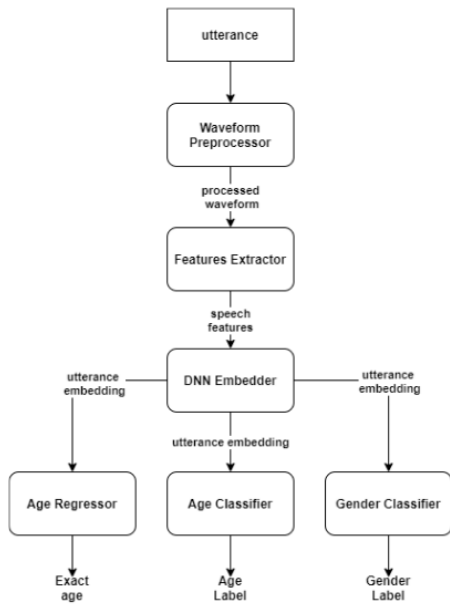 utterance
Waveform
Preprocessor
processed
waveform
Features Extractor
speech
features
utterance
embedding
DNN Embedder
utterance
embedding
utterance embedding
Age Regressor
Age Classifier
Gender Classifier
Exact
age
Age
Label
Gender
Label